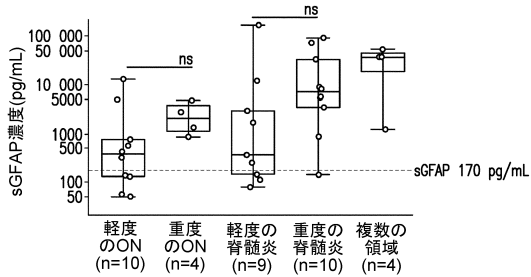 ns
ns
sGFAP濃度(pg/mL)
100 000
50 000
10 000
5000
1000
500
100
50
sGFAP 170 pg/mL
軽度
のON
(n=10)
重度
のON
(n=4)
軽度の
脊髄炎
(n=9)
重度の
脊髄炎
(n=10)
複数の
領域
(n=4)